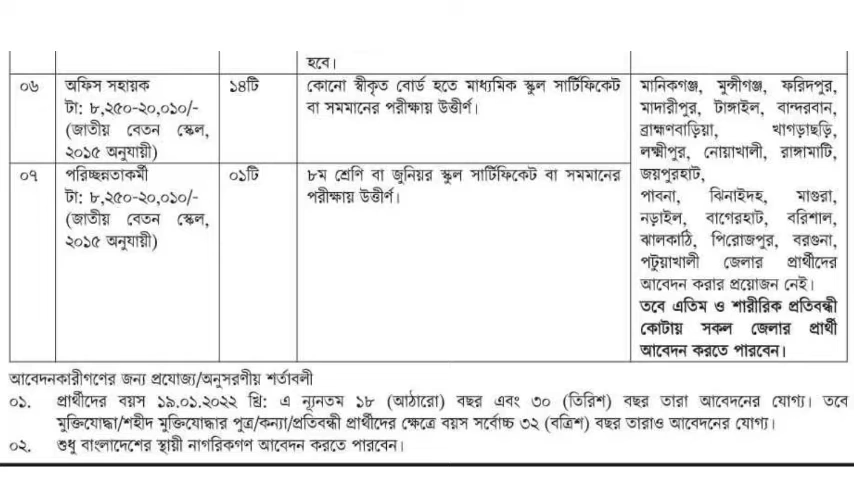 হবে।
০৬
অফিস সহায়ক
টা: ৮,২৫০-২০,০১০/-
(জাতীয় বেতন স্কেল,
২০১৫ অনুযায়ী)
১৪টি
কোনো স্বীকৃত বোর্ড হতে মাধ্যমিক স্কুল সার্টিফিকেট
বা সমমানের পরীক্ষায় উত্তীর্ণ।
০৭
পরিচ্ছন্নতাকর্মী
টা: ৮,২৫০-২০,০১০/-
(জাতীয় বেতন স্কেল,
২০১৫ অনুযায়ী)
০১টি
৮ম শ্রেণি বা জুনিয়র স্কুল সার্টিফিকেট বা সমমানের
পরীক্ষায় উত্তীর্ণ।
মানিকগঞ্জ, মুন্সীগঞ্জ, ফরিদপুর,
মাদারীপুর, টাঙ্গাইল, বান্দরবান,
ব্রাহ্মণবাড়িয়া, খাগড়াছড়ি,
লক্ষ্মীপুর, নোয়াখালী, রাঙ্গামাটি,
জয়পুরহাট,
পাবনা, ঝিনাইদহ, মাগুরা,
নড়াইল, বাগেরহাট, বরিশাল,
ঝালকাঠি, পিরোজপুর, বরগুনা,
পটুয়াখালী জেলার প্রার্থীদের
আবেদন করার প্রয়োজন নেই।
তবে এতিম ও শারীরিক প্রতিবন্ধী
কোটায় সকল জেলার প্রার্থী
আবেদন করতে পারবেন।
আবেদনকারীগণের জন্য প্রযোজ্য/অনুসরণীয় শর্তাবলী
০১. প্রার্থীদের বয়স ১৯.০১.২০২২ খ্রি: এ ন্যূনতম ১৮ (আঠারো) বছর এবং ৩০ (তিরিশ) বছর তারা আবেদনের যোগ্য। তবে
মুক্তিযোদ্ধা/শহীদ মুক্তিযোদ্ধার পুত্র/কন্যা/প্রতিবন্ধী প্রার্থীদের ক্ষেত্রে বয়স সর্বোচ্চ ৩২ (বত্রিশ) বছর তারাও আবেদনের যোগ্য।
০২. শুধু বাংলাদেশের স্থায়ী নাগরিকগণ আবেদন করতে পারবেন।